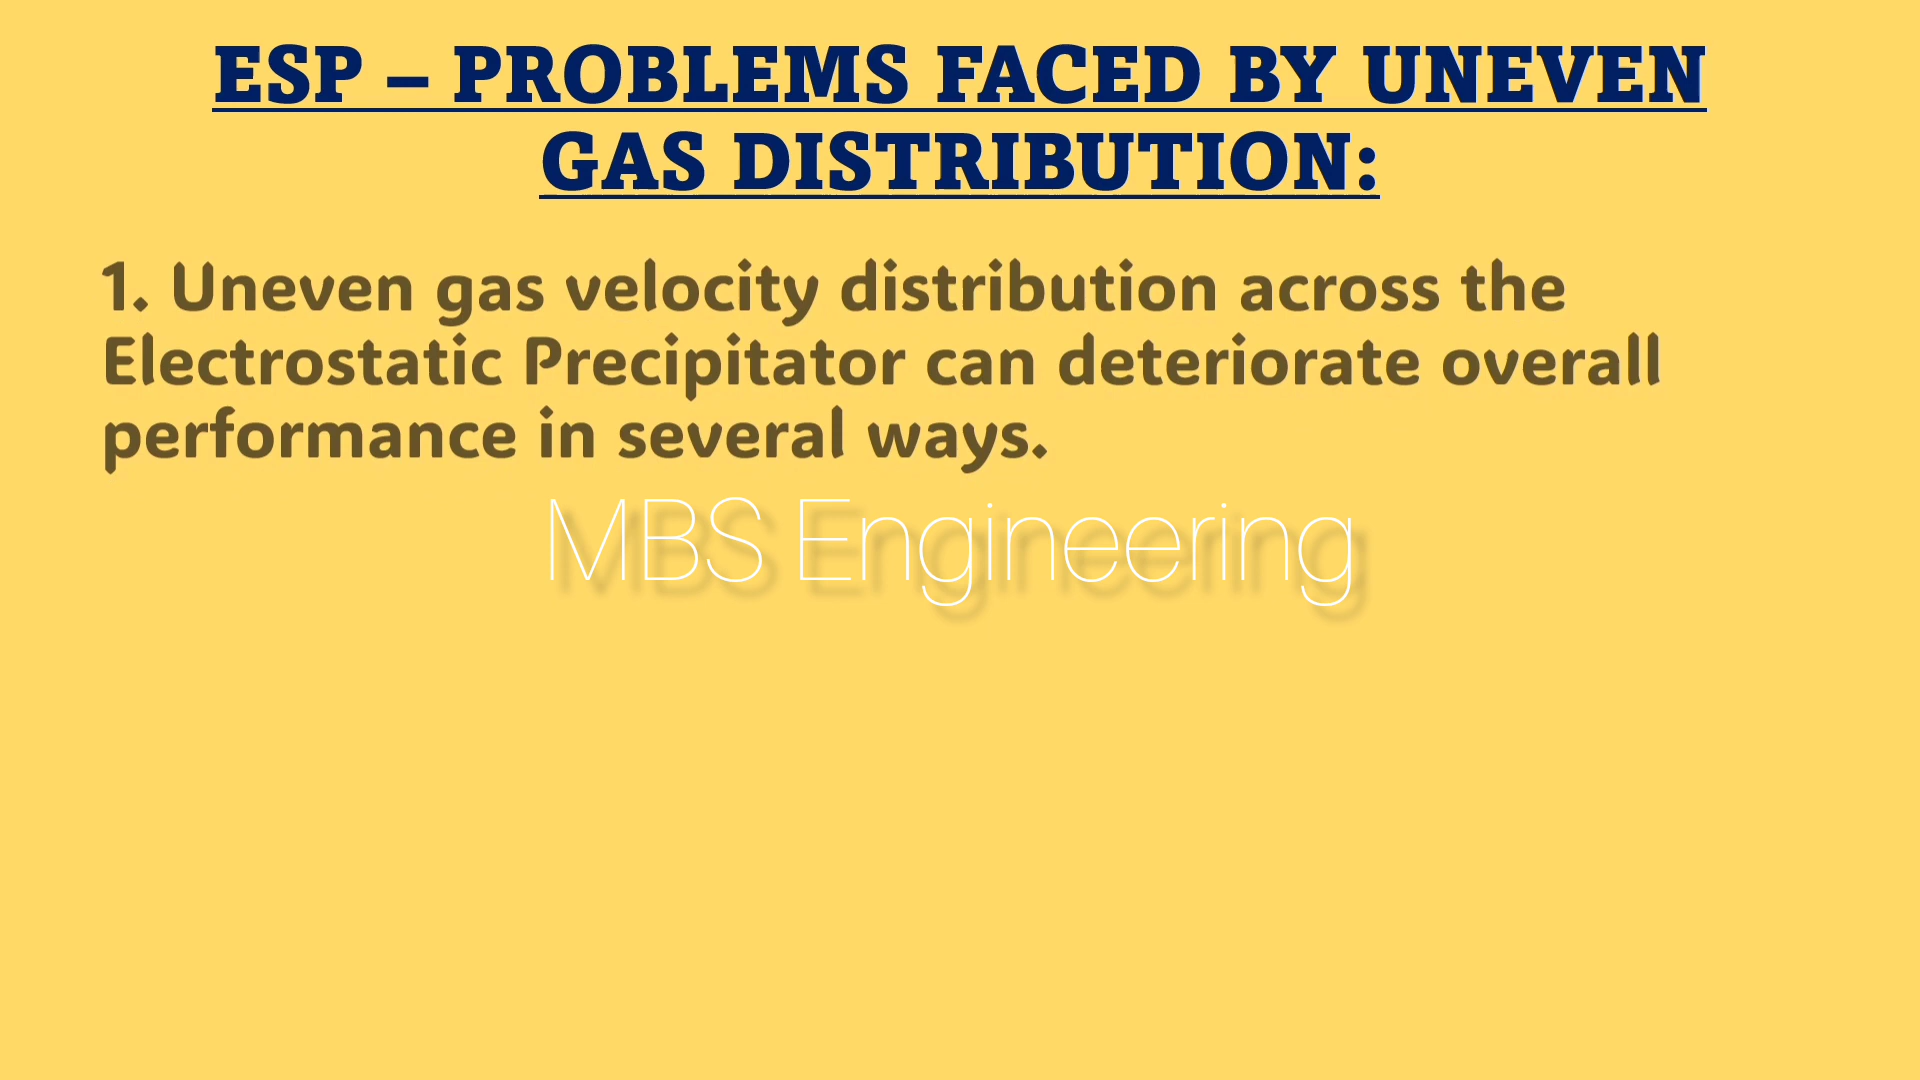 ESP – PROBLEMS FACED BY UNEVEN
GAS DISTRIBUTION:
1. Uneven gas velocity distribution across the
Electrostatic Precipitator can deteriorate overall
performance in several ways.
MBS Engineering